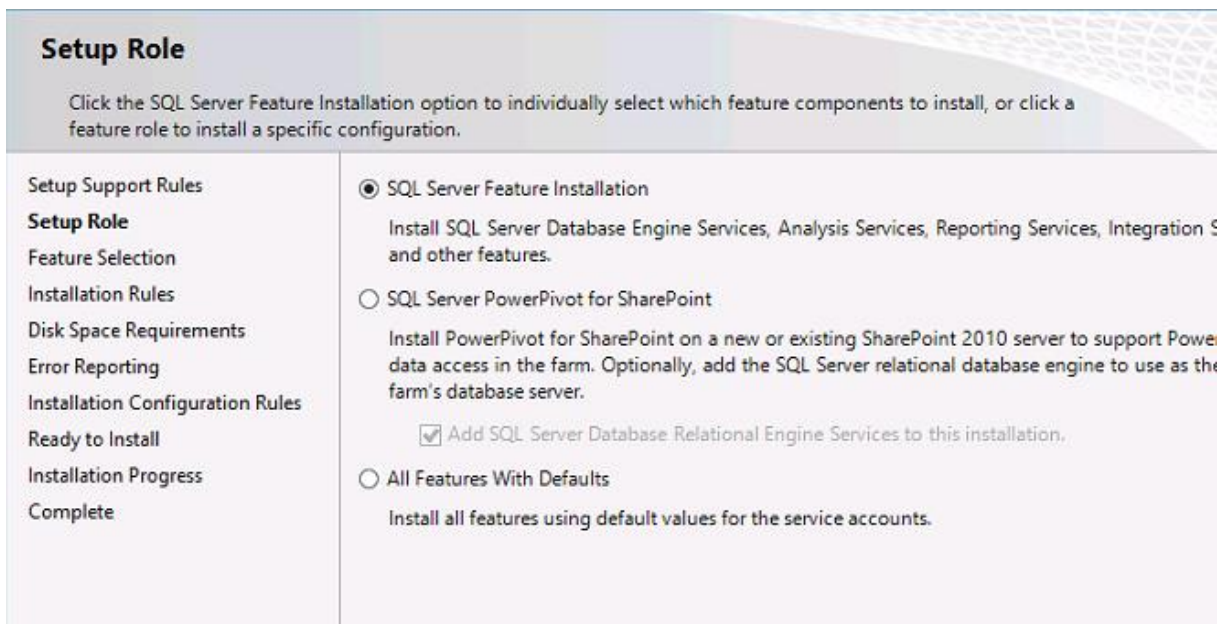 Setup Role
Click the SQL Server Feature Installation option to individually select which feature components to install, or click a
feature role to install a specific configuration.
Setup Support Rules
Setup Role
Feature Selection
Installation Rules
Disk Space Requirements
Error Reporting
Installation Configuration Rules
Ready to Install
Installation Progress
Complete
SQL Server Feature Installation
Install SQL Server Database Engine Services, Analysis Services, Reporting Services, Integration
and other features.
SQL Server PowerPivot for SharePoint
Install PowerPivot for SharePoint on a new or existing SharePoint 2010 server to support
data access in the farm. Optionally, add the SQL Server relational database engine to use as the
farm's database server.
Add SQL Server Database Relational Engine Services to this installation.
All Features With Defaults
Install all features using default values for the service accounts.